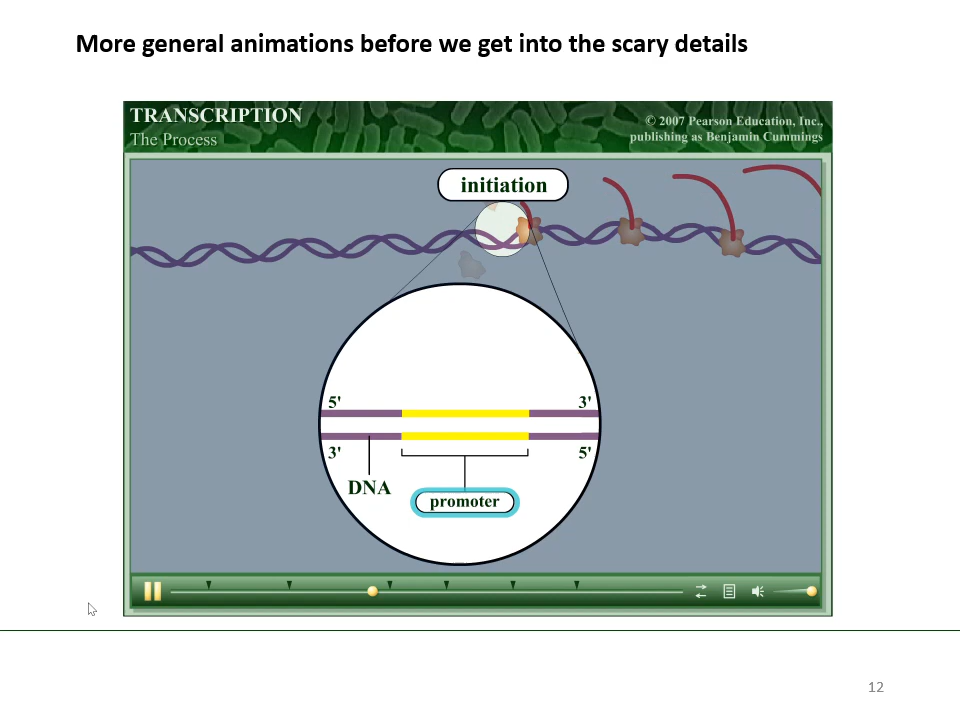 More general animations before we get into the scary details
TRANSCRIPTION
The Process
© 2007 Pearson Education, Inc.,
publishing as Benjamin Cummings
initiation
5' 3'
3' 5'
DNA
promoter
12